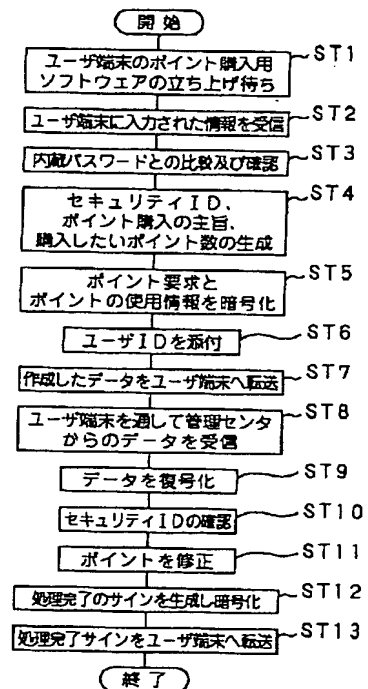 開始
ユーザ端末のポイント購入用
ソフトウェアの立ち上げ待ち
ST1
ユーザ端末に入力された情報を受信
ST2
内蔵パスワードとの比較及び確認
ST3
セキュリティID、
ポイント購入の主旨、
購入したいポイント数の生成
ST4
ポイント要求と
ポイントの使用情報を暗号化
ST5
ユーザIDを添付
ST6
作成したデータをユーザ端末へ転送
ST7
ユーザ端末を通して管理センタ
からのデータを受信
ST8
データを復号化
ST9
セキュリティIDの確認
ST10
ポイントを修正
ST11
処理完了のサインを生成し暗号化
ST12
処理完了サインをユーザ端末へ転送
ST13
終了